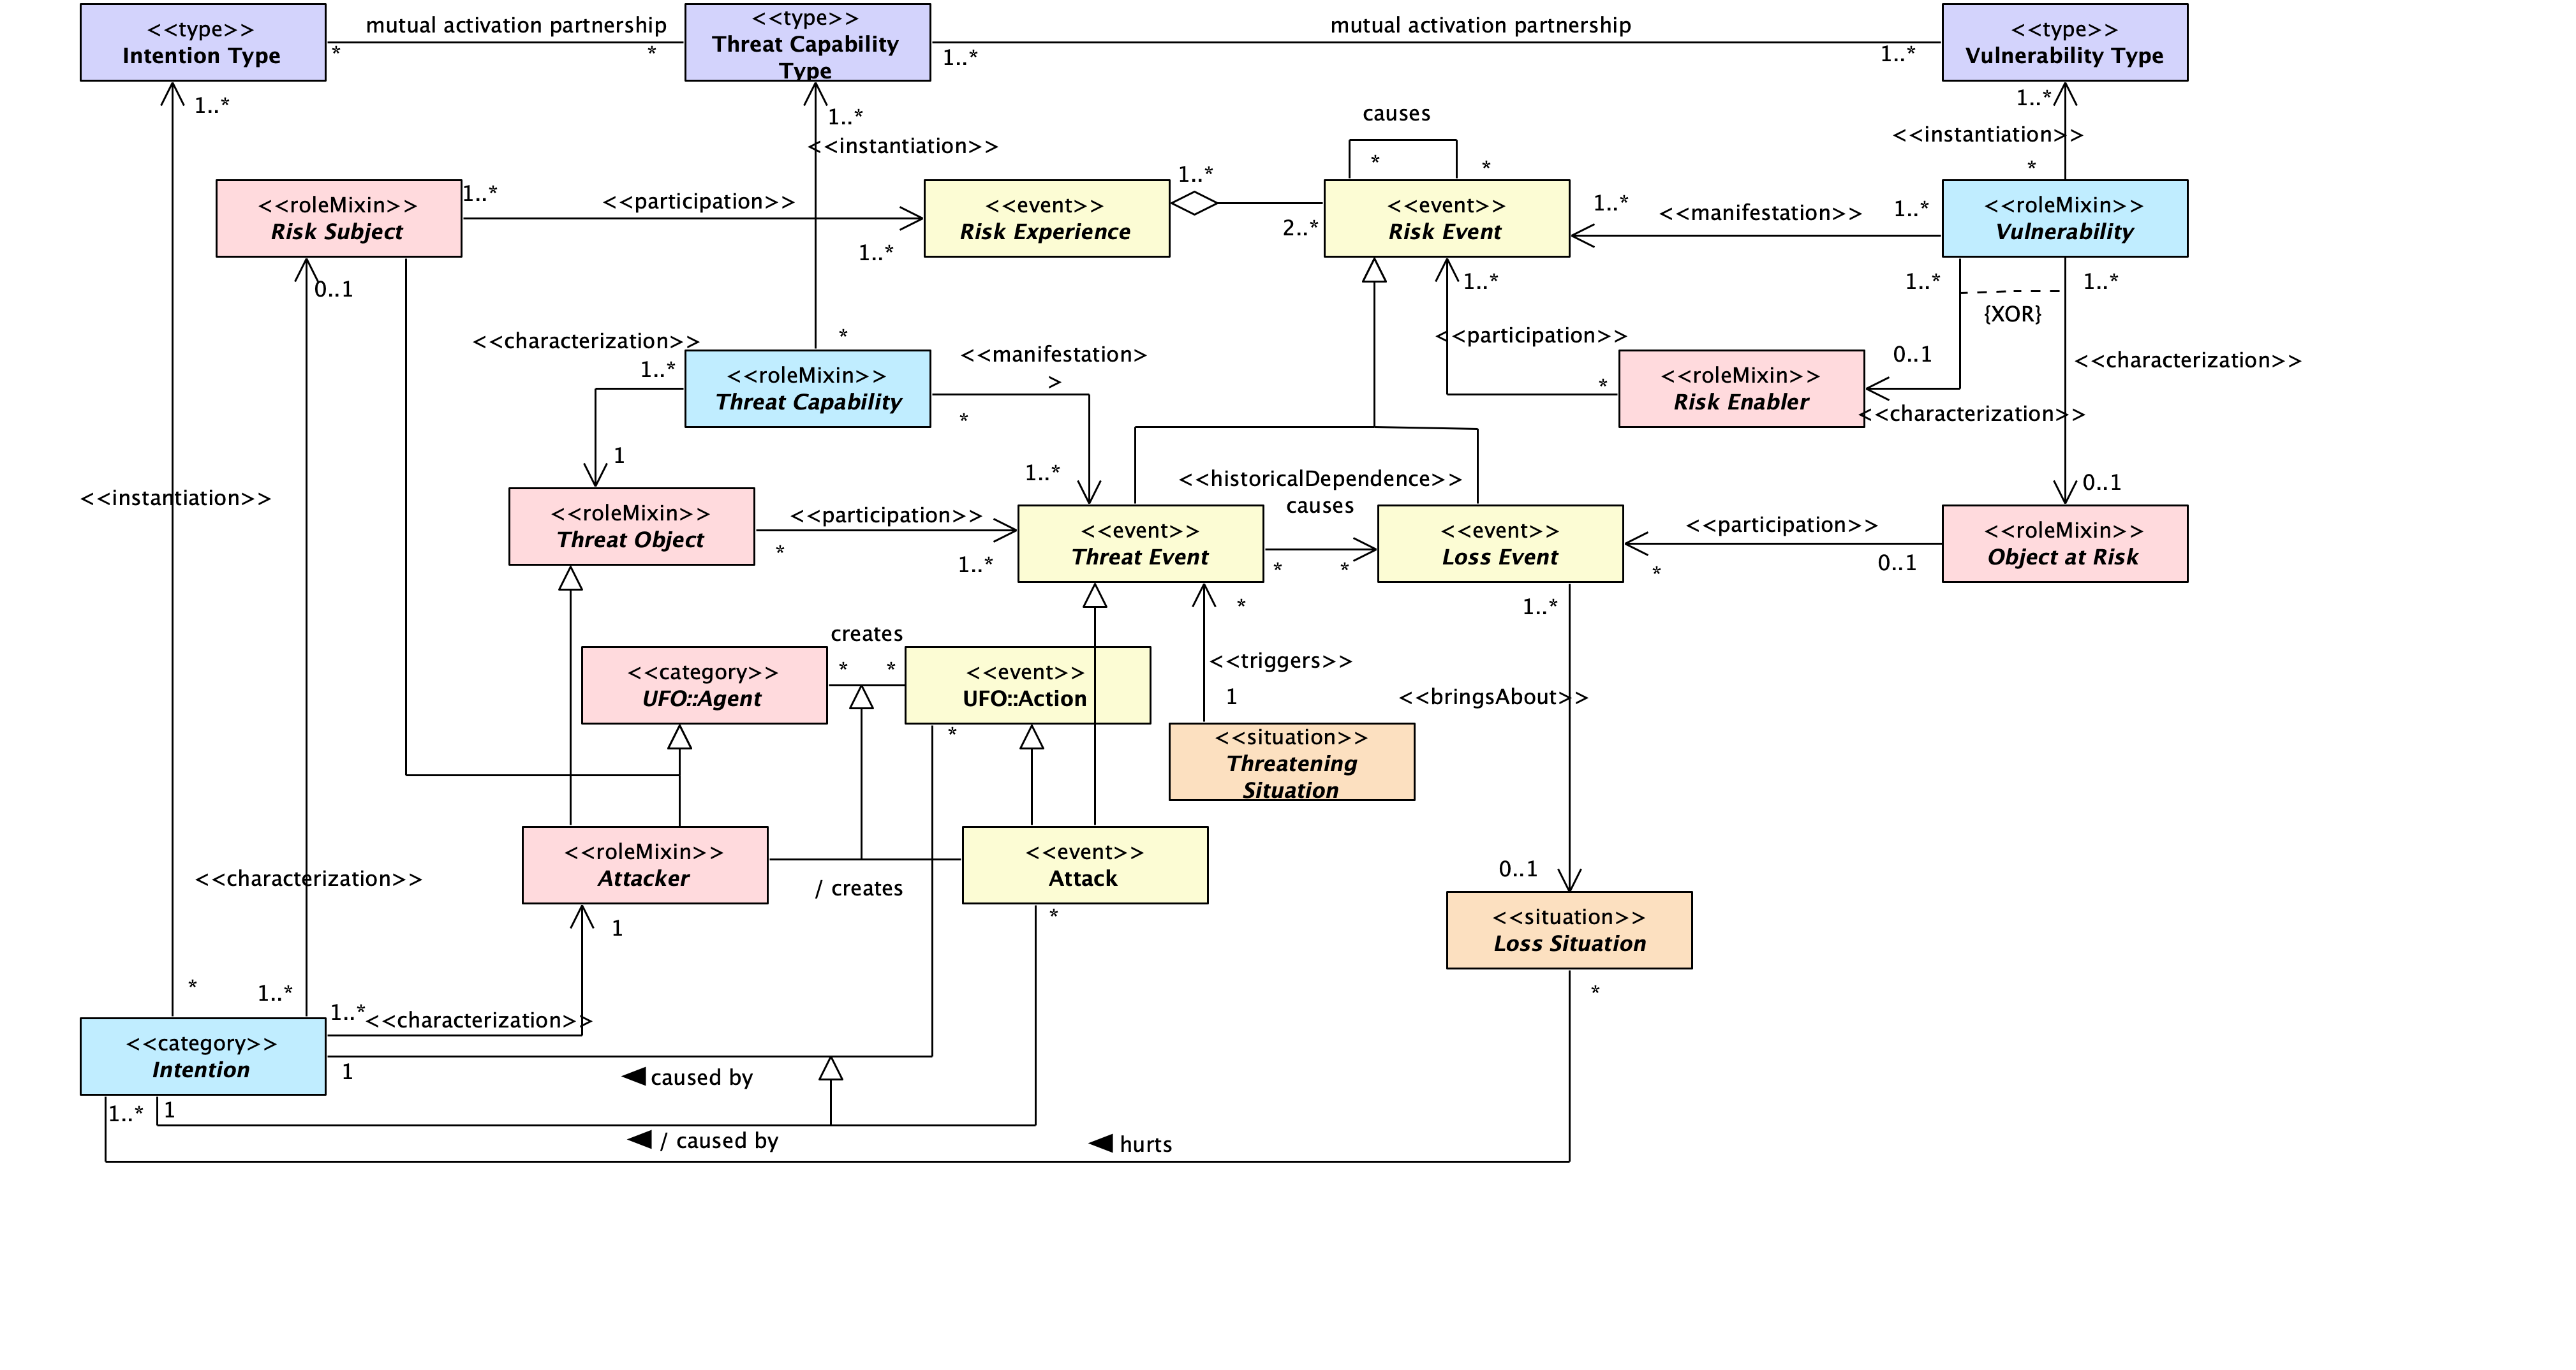 <<type>>
Intention Type
mutual activation partnership
*
*
<<type>>
Threat Capability
Type
mutual activation partnership
1..*
1..*
<<type>>
Vulnerability Type
1..*
1..*
<<instantiation>>
causes
*
*
1..*
<<instantiation>>
*
<<roleMixin>>
Risk Subject
1..*
<<participation>>
1..*
<<event>>
Risk Experience
1..*
2..*
<<event>>
Risk Event
1..*
<<manifestation>>
1..*
<<roleMixin>>
Vulnerability
0..1
1..*
1..*
1..*
{XOR}
<<characterization>>
1..*
*
<<roleMixin>>
Threat Capability
<<manifestation>
>
*
<<participation>>
*
<<roleMixin>>
Risk Enabler
0..1
<<characterization>>
<<characterization>>
1
1..*
<<historicalDependence>>
causes
0..1
<<instantiation>>
<<roleMixin>>
Threat Object
<<participation>>
*
1..*
<<event>>
Threat Event
*
*
<<event>>
Loss Event
<<participation>>
*
0..1
<<roleMixin>>
Object at Risk
creates
*
*
<<category>>
UFO::Agent
<<event>>
UFO::Action
*
*
<<triggers>>
1
1..*
<<bringsAbout>>
<<situation>>
Threatening
Situation
<<roleMixin>>
Attacker
/ creates
<<event>>
Attack
0..1
<<characterization>>
1
*
<<situation>>
Loss Situation
*
*
1..*
1..*
<<characterization>>
<<category>>
Intention
1
caused by
1..*
1
/ caused by
hurts